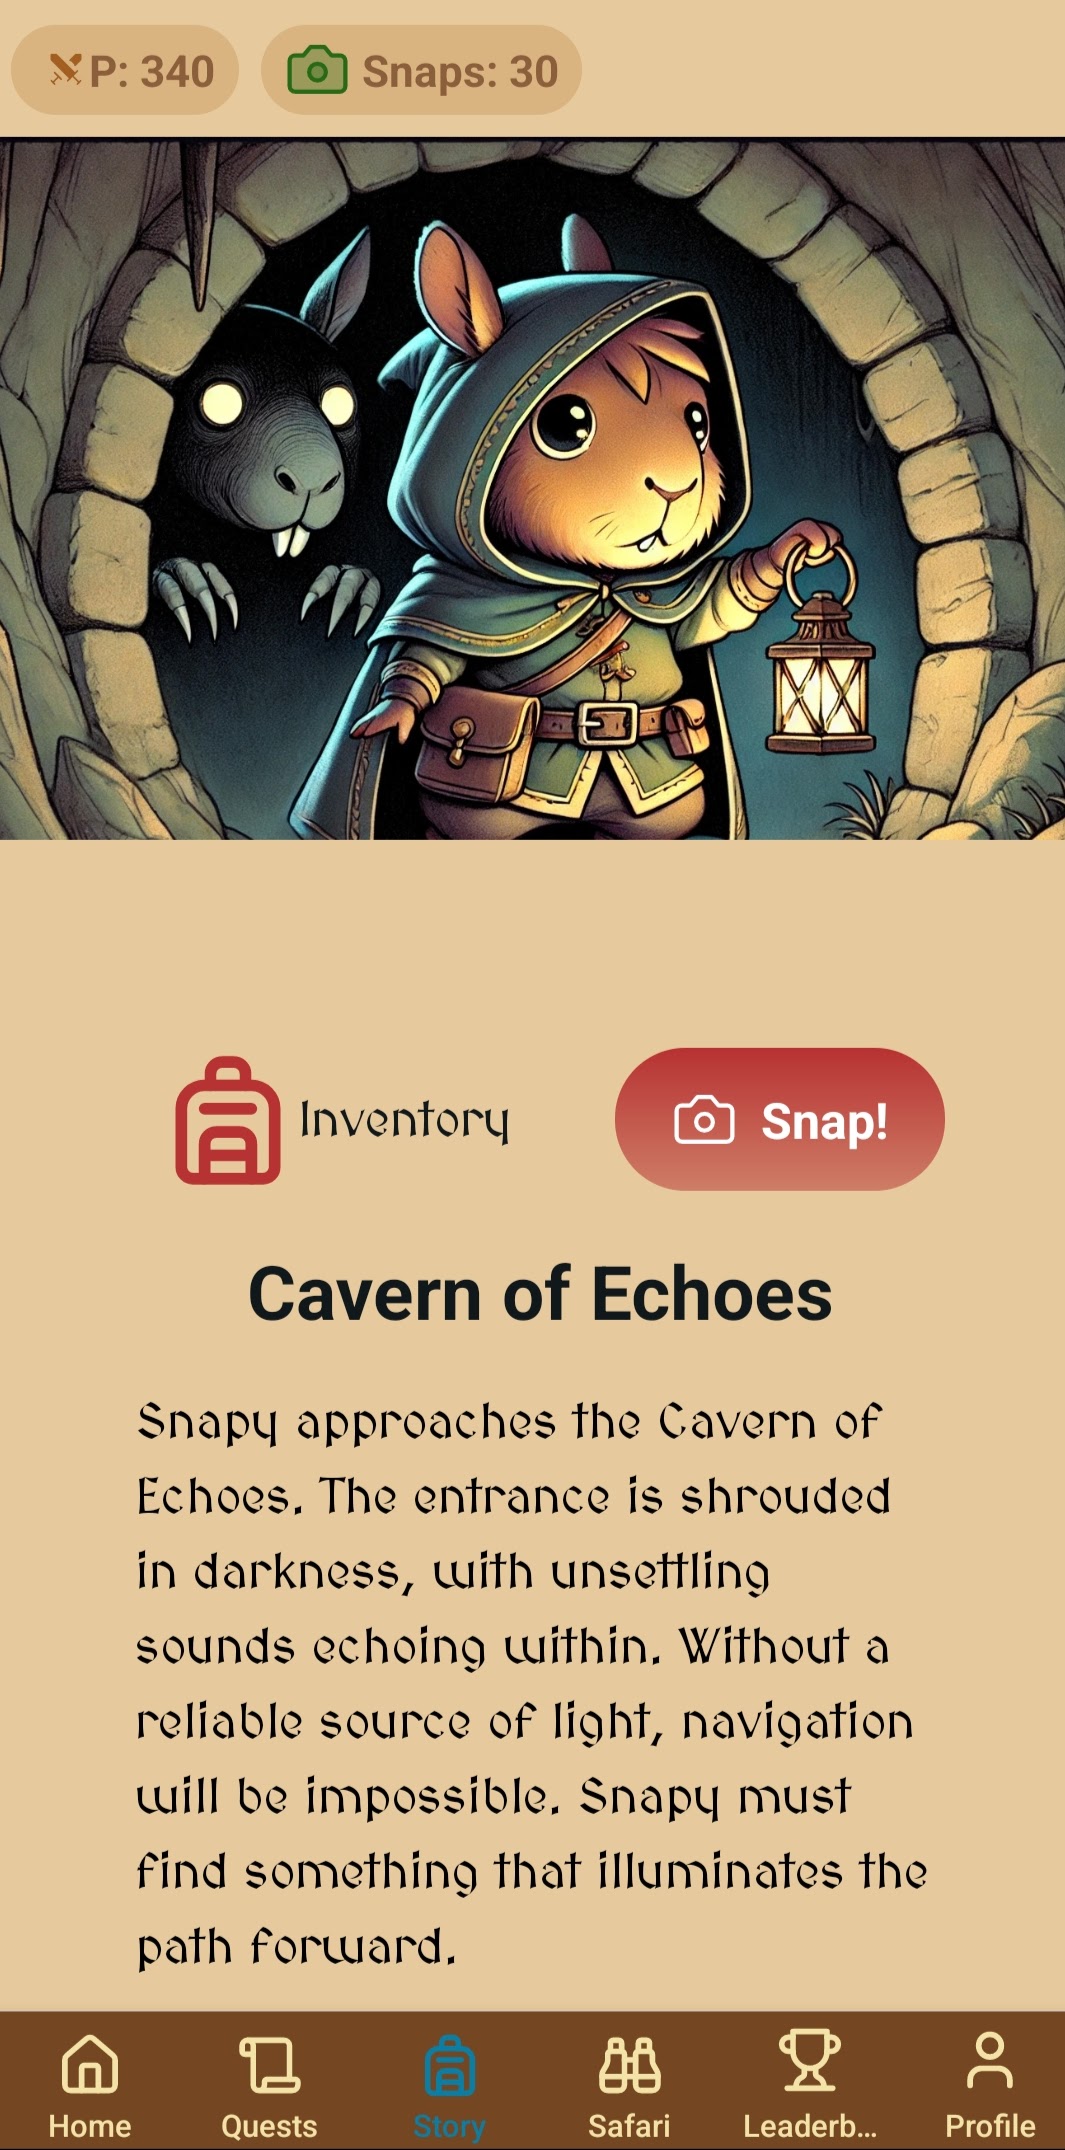 P: 340
Snaps: 30
Inventory
Snap!
Cavern of Echoes
Snapy approaches the Cavern of
Echoes. The entrance is shrouded
in darkness, with unsettling
sounds echoing within. Without a
reliable source of light, navigation
will be impossible. Snapy must
find something that illuminates the
path forward.
Home
Quests
Story
Safari
Leaderb...
Profile